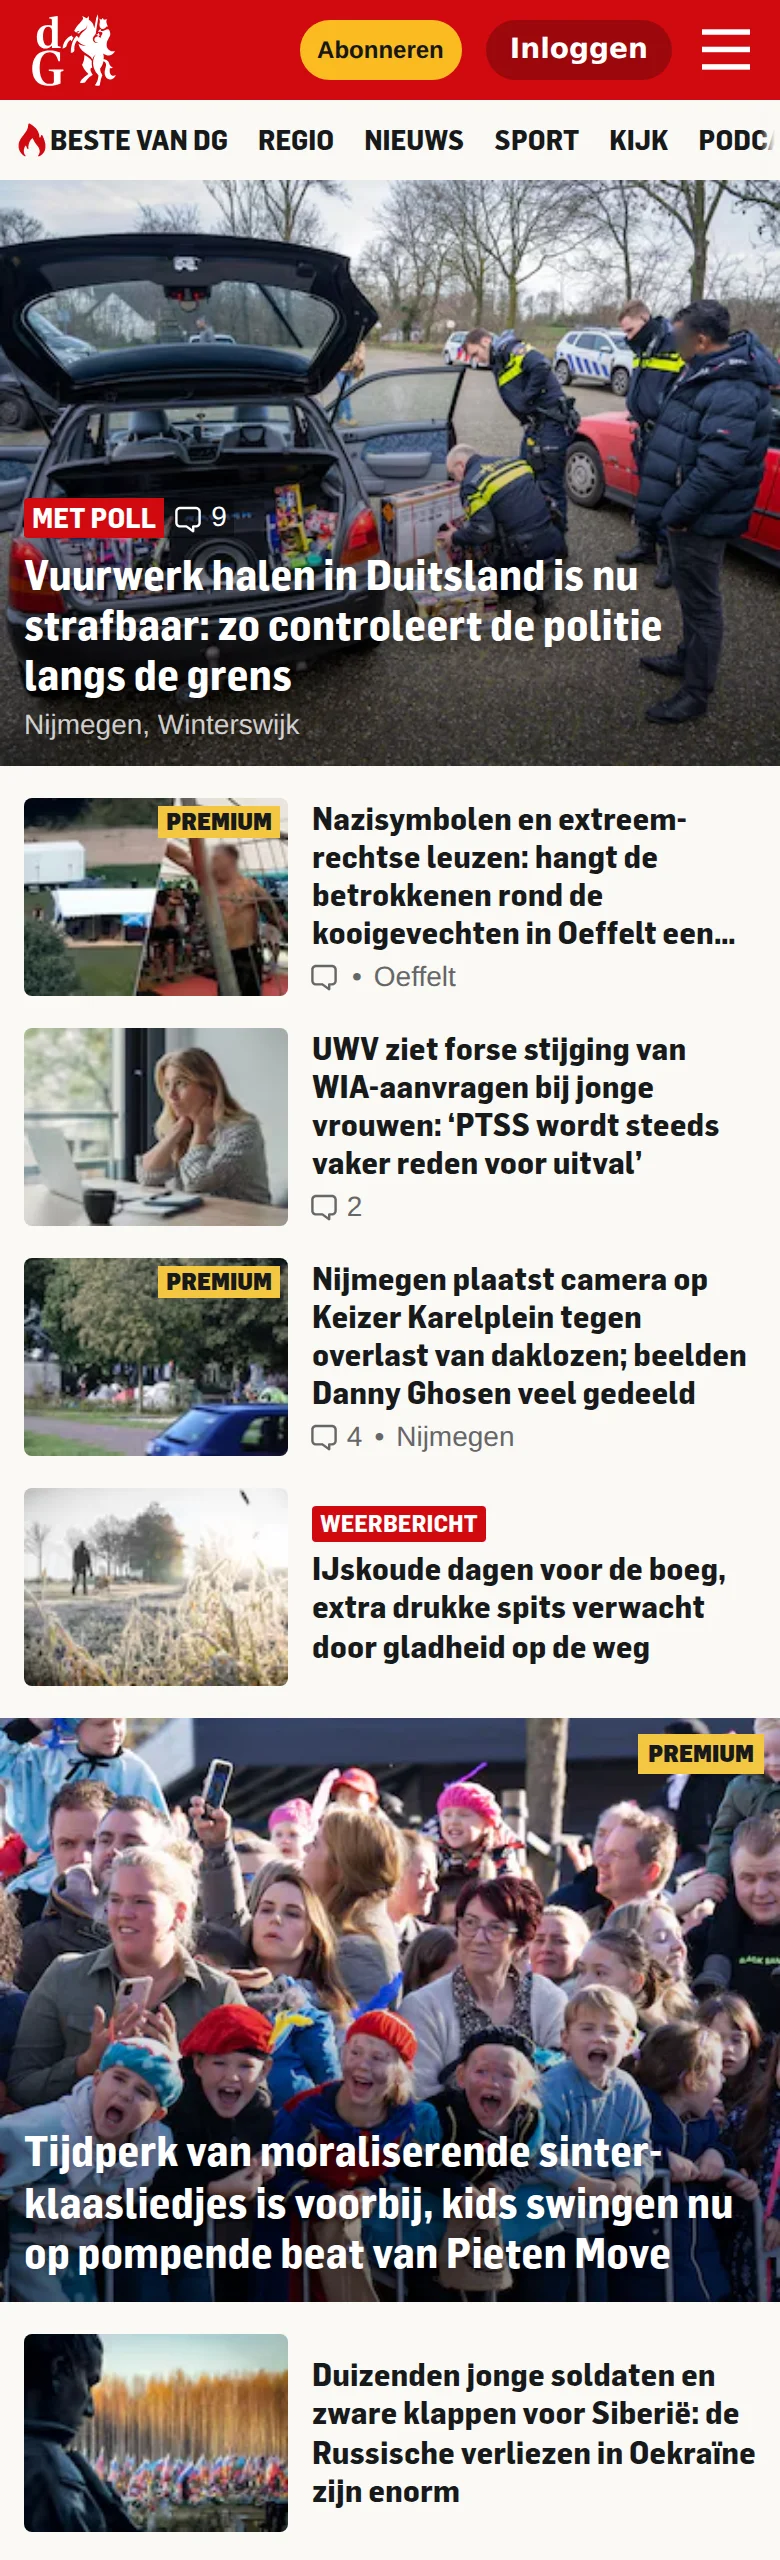 dG
Abonneren
Inloggen
BESTE VAN DG REGIO NIEUWS SPORT KIJK
MET POLL 9
Vuurwerk halen in Duitsland is nu
strafbaar: zo controleert de politie
langs de grens
Nijmegen, Winterswijk
PREMIUM
Nazisymbolen en extreem-
rechtse leuzen: hangt de
betrokkenen rond de
kooigevechten in Oeffelt een...
• Oeffelt
UWV ziet forse stijging van
WIA-aanvragen bij jonge
vrouwen: ‘PTSS wordt steeds
vaker reden voor uitval’
2
PREMIUM
Nijmegen plaatst camera op
Keizer Karelplein tegen
overlast van daklozen; beelden
Danny Ghosen veel gedeeld
4 • Nijmegen
WEERBERICHT
IJskoude dagen voor de boeg,
extra drukke spits verwacht
door gladheid op de weg
PREMIUM
Tijdperk van moraliserende sinter-
klaasliedjes is voorbij, kids swingen nu
op pompende beat van Pieten Move
Duizenden jonge soldaten en
zware klappen voor Siberië: de
Russische verliezen in Oekraïne
zijn enorm